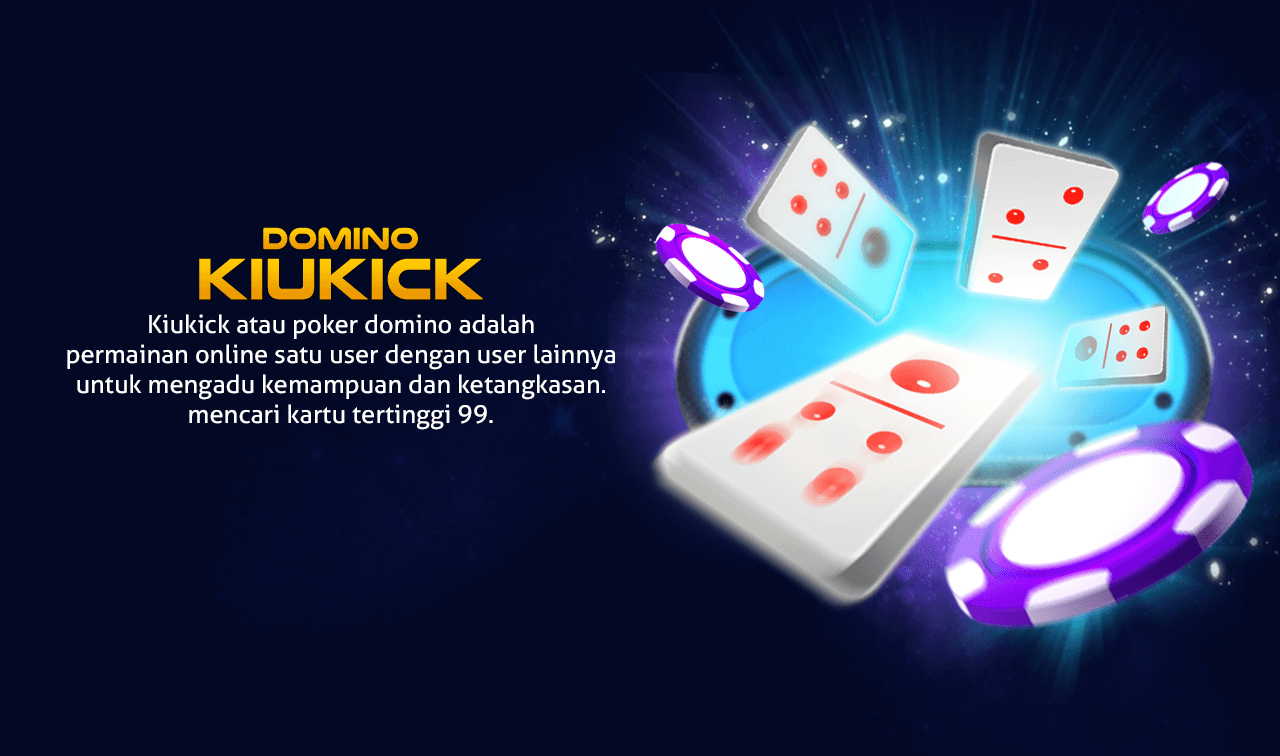 DOMINO
KIUKICK
Kiukick atau poker domino adalah
permainan online satu user dengan user lainnya
untuk mengadu kemampuan dan ketangkasan.
mencari kartu tertinggi 99.